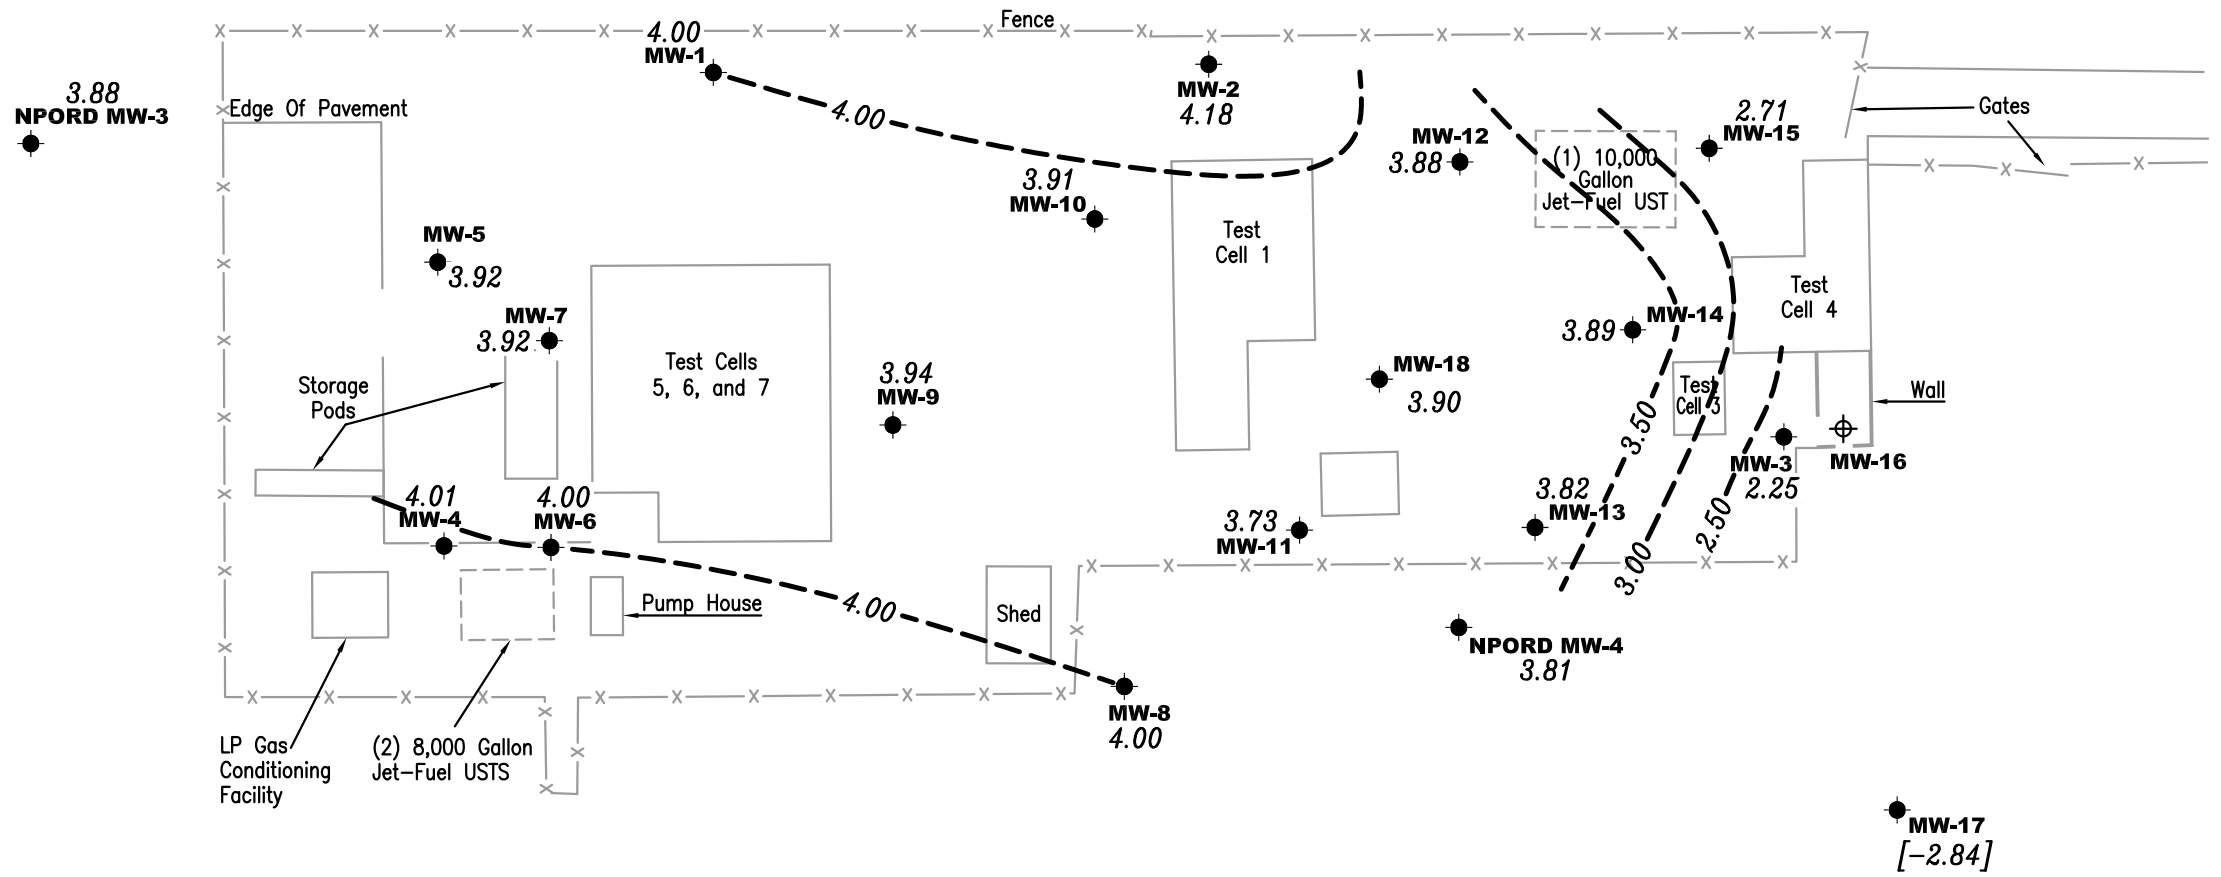 Fence
4.00
MW-1
3.88
NPORD MW-3
Edge Of Pavement
4.00
MW-2
4.18
MW-12
3.88
(1) 10,000
Gallon
Jet-Fuel UST
2.71
MW-15
Gates
3.91
MW-10
Test
Cell 1
MW-5
3.92
MW-7
3.92
Test Cells
5, 6, and 7
Storage
Pods
3.94
MW-9
MW-18
3.90
3.89
MW-14
Test
Cell 4
Test
Cell 3
Wall
3.50
MW-3
2.25
MW-16
4.01
MW-4
4.00
MW-6
3.73
MW-11
3.82
MW-13
2.50
3.00
Pump House
4.00
Shed
NPORD MW-4
3.81
MW-8
4.00
LP Gas
Conditioning
Facility
(2) 8,000 Gallon
Jet-Fuel USTS
MW-17
[-2.84]